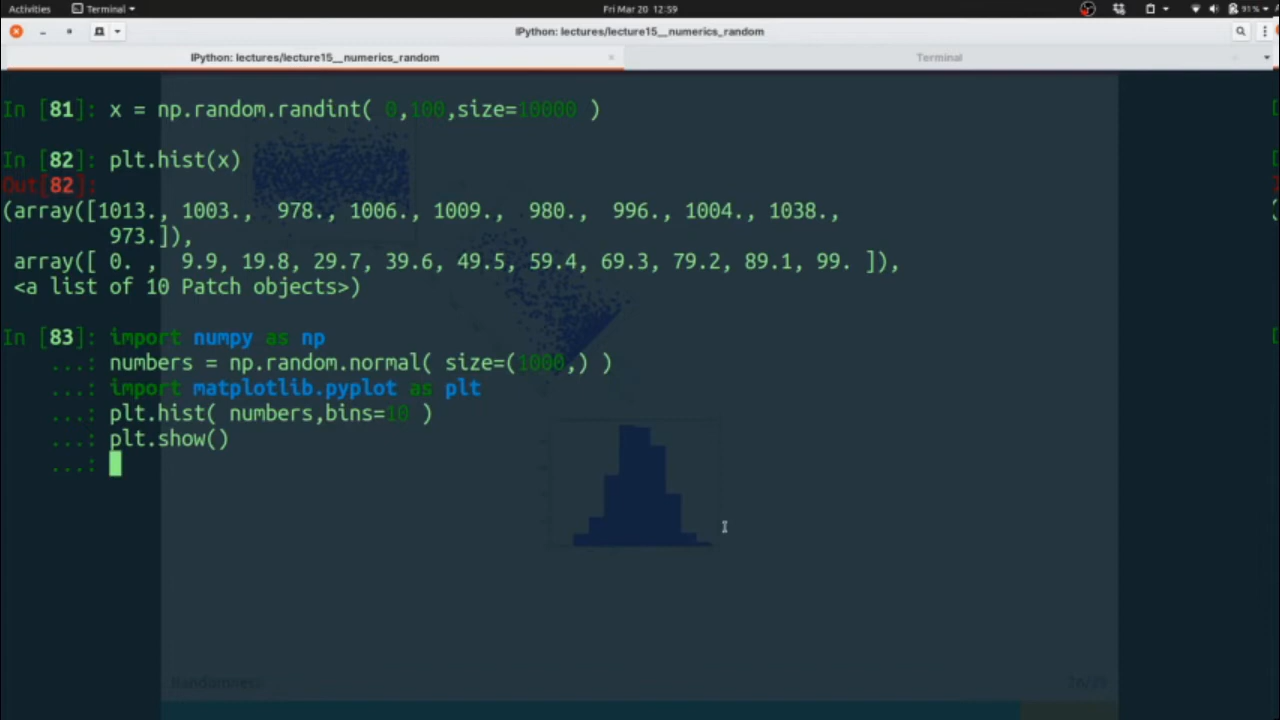 Activities Terminal Fri Mar 20 12:59 91%
IPython: lectures/lecture15__numerics_random
IPython: lectures/lecture15__numerics_random × Terminal
In [81]: x = np.random.randint( 0,100,size=10000 )
In [82]: plt.hist(x)
Out[82]:
(array([1013., 1003., 978., 1006., 1009., 980., 996., 1004., 1038.,
973.]),
array([ 0. , 9.9, 19.8, 29.7, 39.6, 49.5, 59.4, 69.3, 79.2, 89.1, 99. ]),
<a list of 10 Patch objects>)
In [83]: import numpy as np
...: numbers = np.random.normal( size=(1000,) )
...: import matplotlib.pyplot as plt
...: plt.hist( numbers,bins=10 )
...: plt.show()
...: